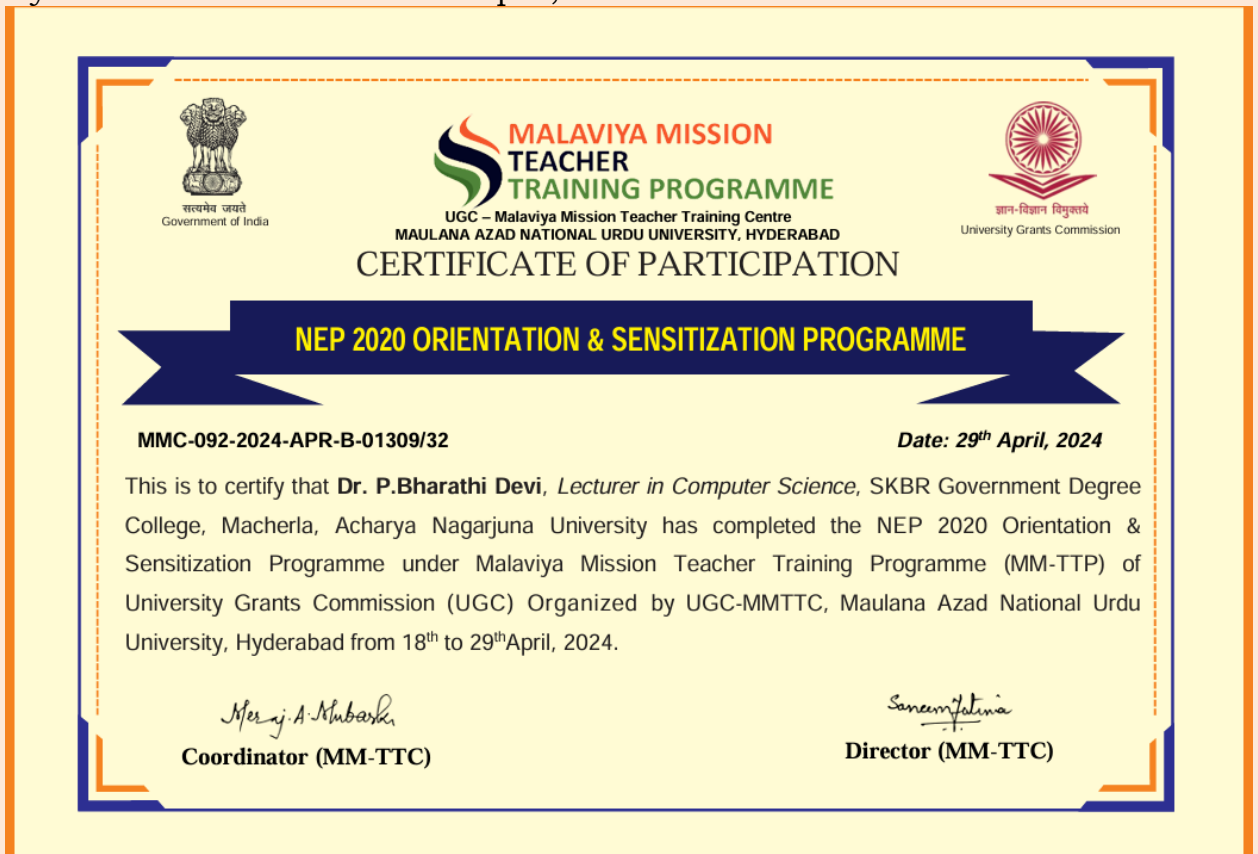 सत्यमेव जयते
Government of India
MALAVIYA MISSION
TEACHER
TRAINING PROGRAMME
UGC – Malaviya Mission Teacher Training Centre
MAULANA AZAD NATIONAL URDU UNIVERSITY, HYDERABAD
ज्ञान-विज्ञान विमुक्तये
University Grants Commission
CERTIFICATE OF PARTICIPATION
NEP 2020 ORIENTATION & SENSITIZATION PROGRAMME
MMC-092-2024-APR-B-01309/32
Date: 29th April, 2024
This is to certify that Dr. P.Bharathi Devi, Lecturer in Computer Science, SKBR Government Degree
College, Macherla, Acharya Nagarjuna University has completed the NEP 2020 Orientation &
Sensitization Programme under Malaviya Mission Teacher Training Programme (MM-TTP) of
University Grants Commission (UGC) Organized by UGC-MMTTC, Maulana Azad National Urdu
University, Hyderabad from 18th to 29thApril, 2024.
Coordinator (MM-TTC)
Director (MM-TTC)